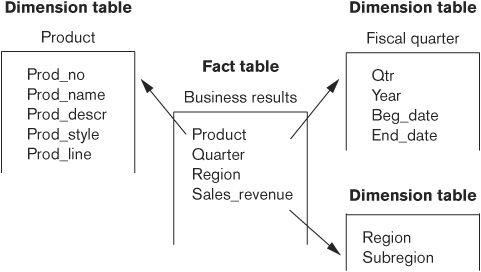 Dimension table
Product
Prod_no
Prod_name
Prod_descr
Prod_style
Prod_line
Fact table
Business results
Product
Quarter
Region
Sales_revenue
Dimension table
Fiscal quarter
Qtr
Year
Beg_date
End_date
Dimension table
Region
Subregion